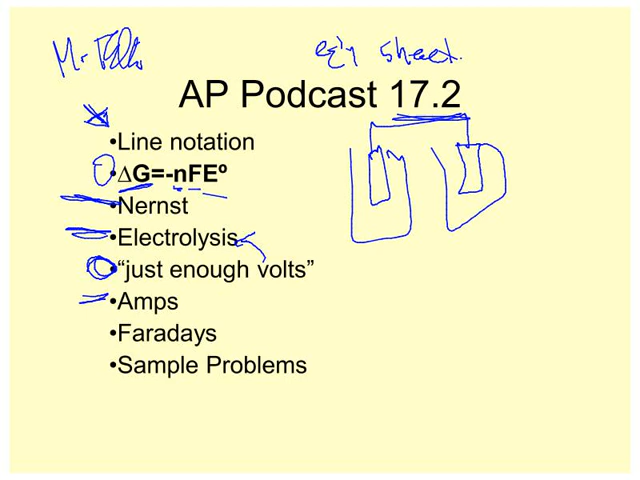 Mr
eq'n sheet.
AP Podcast 17.2
•Line notation
•∆G=-nFEº
•Nernst
•Electrolysis
•“just enough volts”
•Amps
•Faradays
•Sample Problems